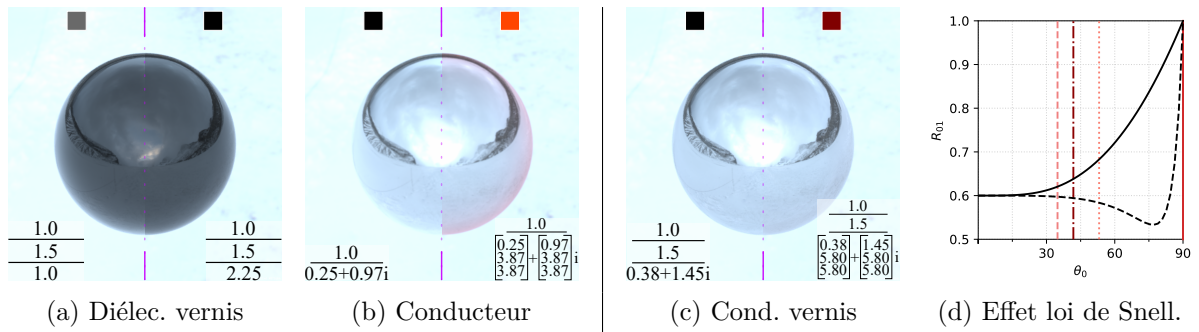 1.0
1.5
1.0
1.0
1.5
2.25
(a) Diélec. vernis
1.0
0.25+0.97i
1.0
[0.25 3.87 3.87]+[0.97 3.87 3.87]i
(b) Conducteur
1.0
1.5
0.38+1.45i
1.0
1.5
[0.38 5.80 5.80]+[1.45 5.80 5.80]i
(c) Cond. vernis
1.0
0.9
0.8
0.7
0.6
0.5
R₀₁
30 60 90
θ₀
(d) Effet loi de Snell.